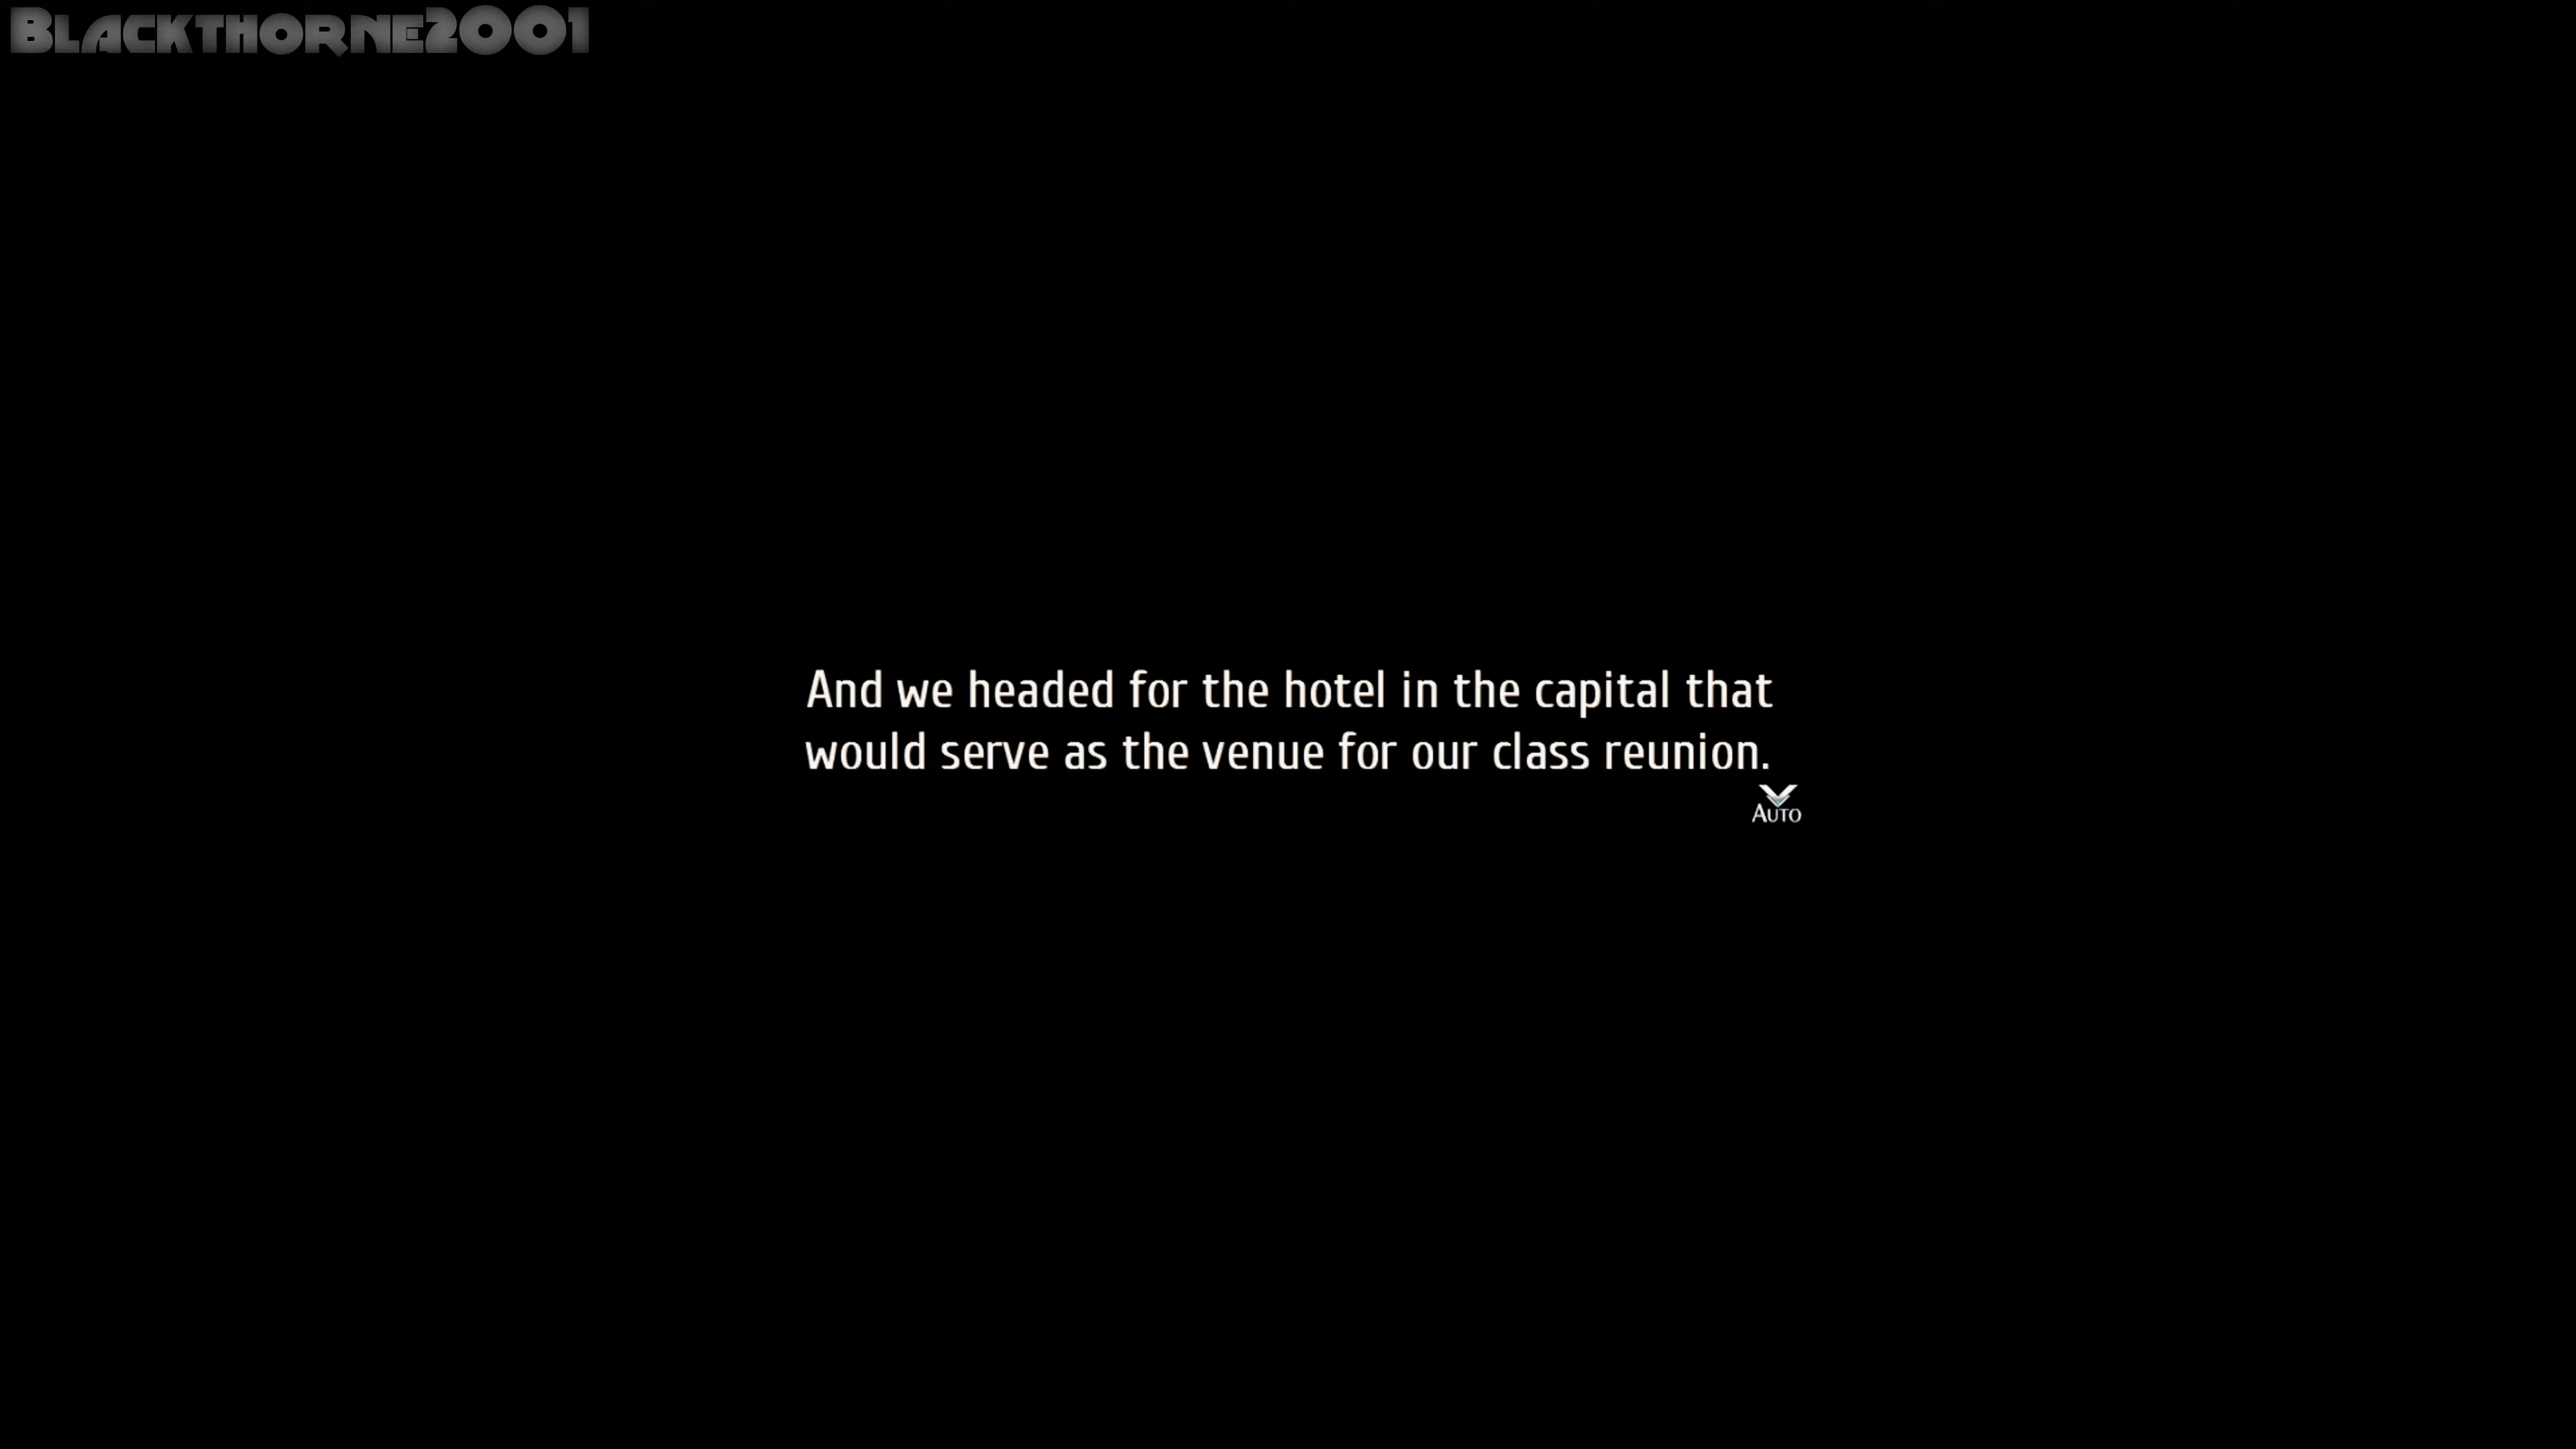 Blackthorne2001
And we headed for the hotel in the capital that
would serve as the venue for our class reunion.
Auto